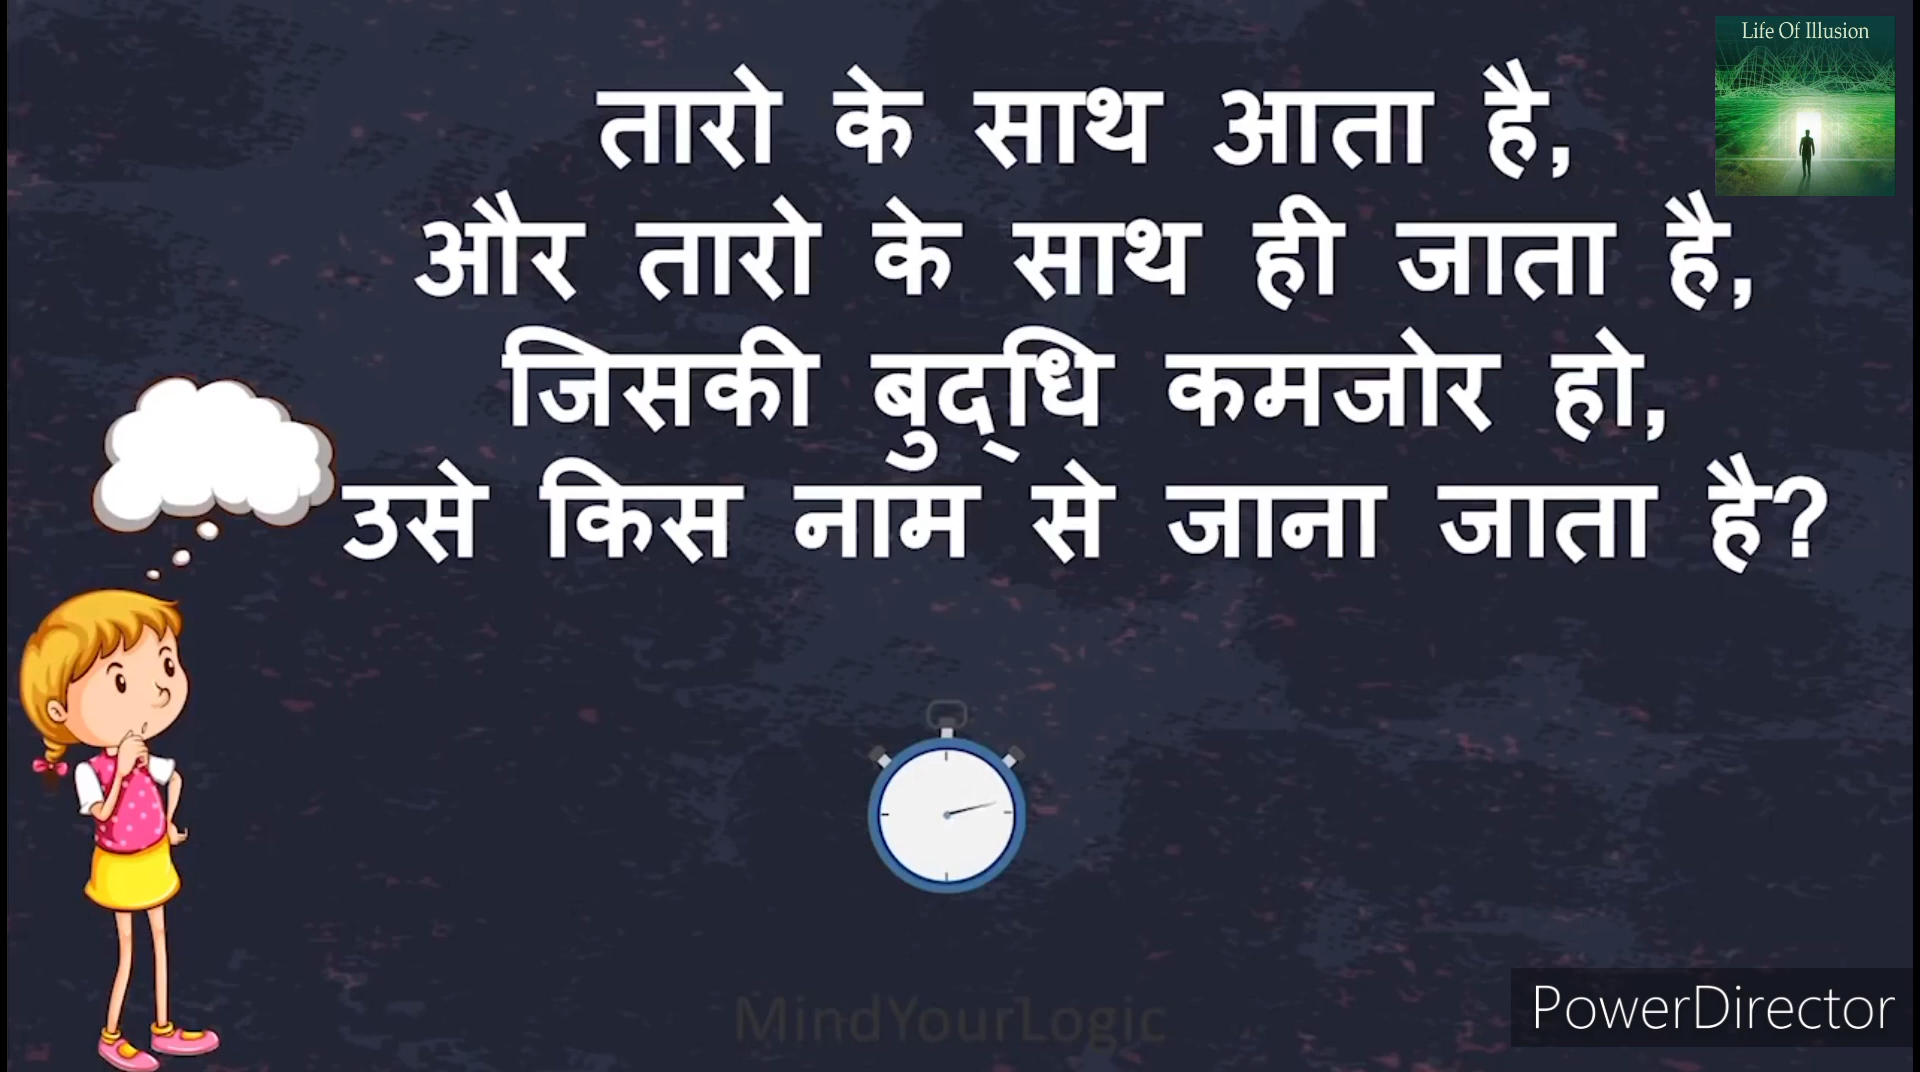 Life Of Illusion
तारो के साथ आता है,
और तारो के साथ ही जाता है,
जिसकी बुद्‌धि कमजोर हो,
उसे किस नाम से जाना जाता है?
MindYourLogic
PowerDirector